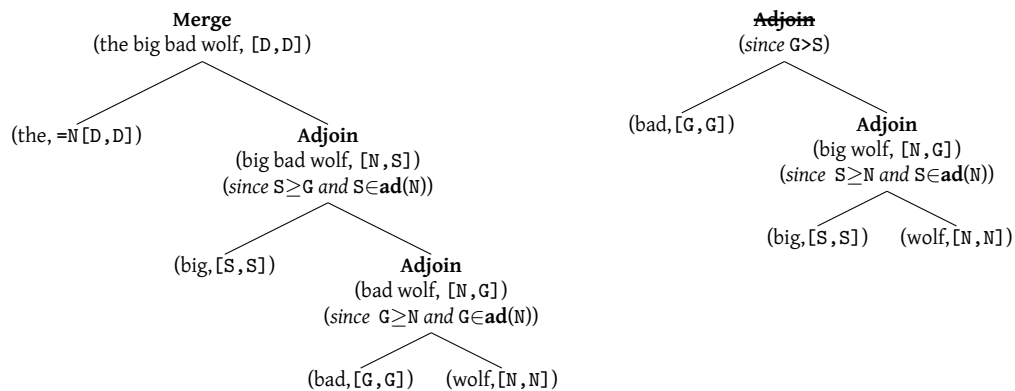 Merge
(the big bad wolf, [D,D])
(the, =N[D,D])
Adjoin
(big bad wolf, [N,S])
(since S≥G and S∈ad(N))
(big,[S,S])
Adjoin
(bad wolf, [N,G])
(since G≥N and G∈ad(N))
(bad,[G,G])
(wolf,[N,N])
Adjoin
(since G>S)
(bad,[G,G])
Adjoin
(big wolf, [N,G])
(since S≥N and S∈ad(N))
(big,[S,S])
(wolf,[N,N])